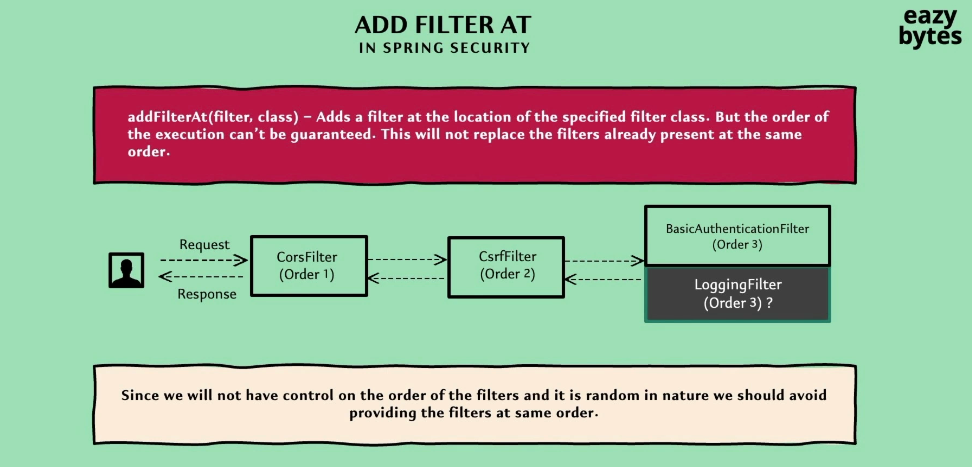 ADD FILTER AT
IN SPRING SECURITY
eazy
bytes
addFilterAt(filter, class) – Adds a filter at the location of the specified filter class. But the order of
the execution can't be guaranteed. This will not replace the filters already present at the same
order.
Request
Response
CorsFilter
(Order 1)
CsrfFilter
(Order 2)
BasicAuthenticationFilter
(Order 3)
LoggingFilter
(Order 3) ?
Since we will not have control on the order of the filters and it is random in nature we should avoid
providing the filters at same order.